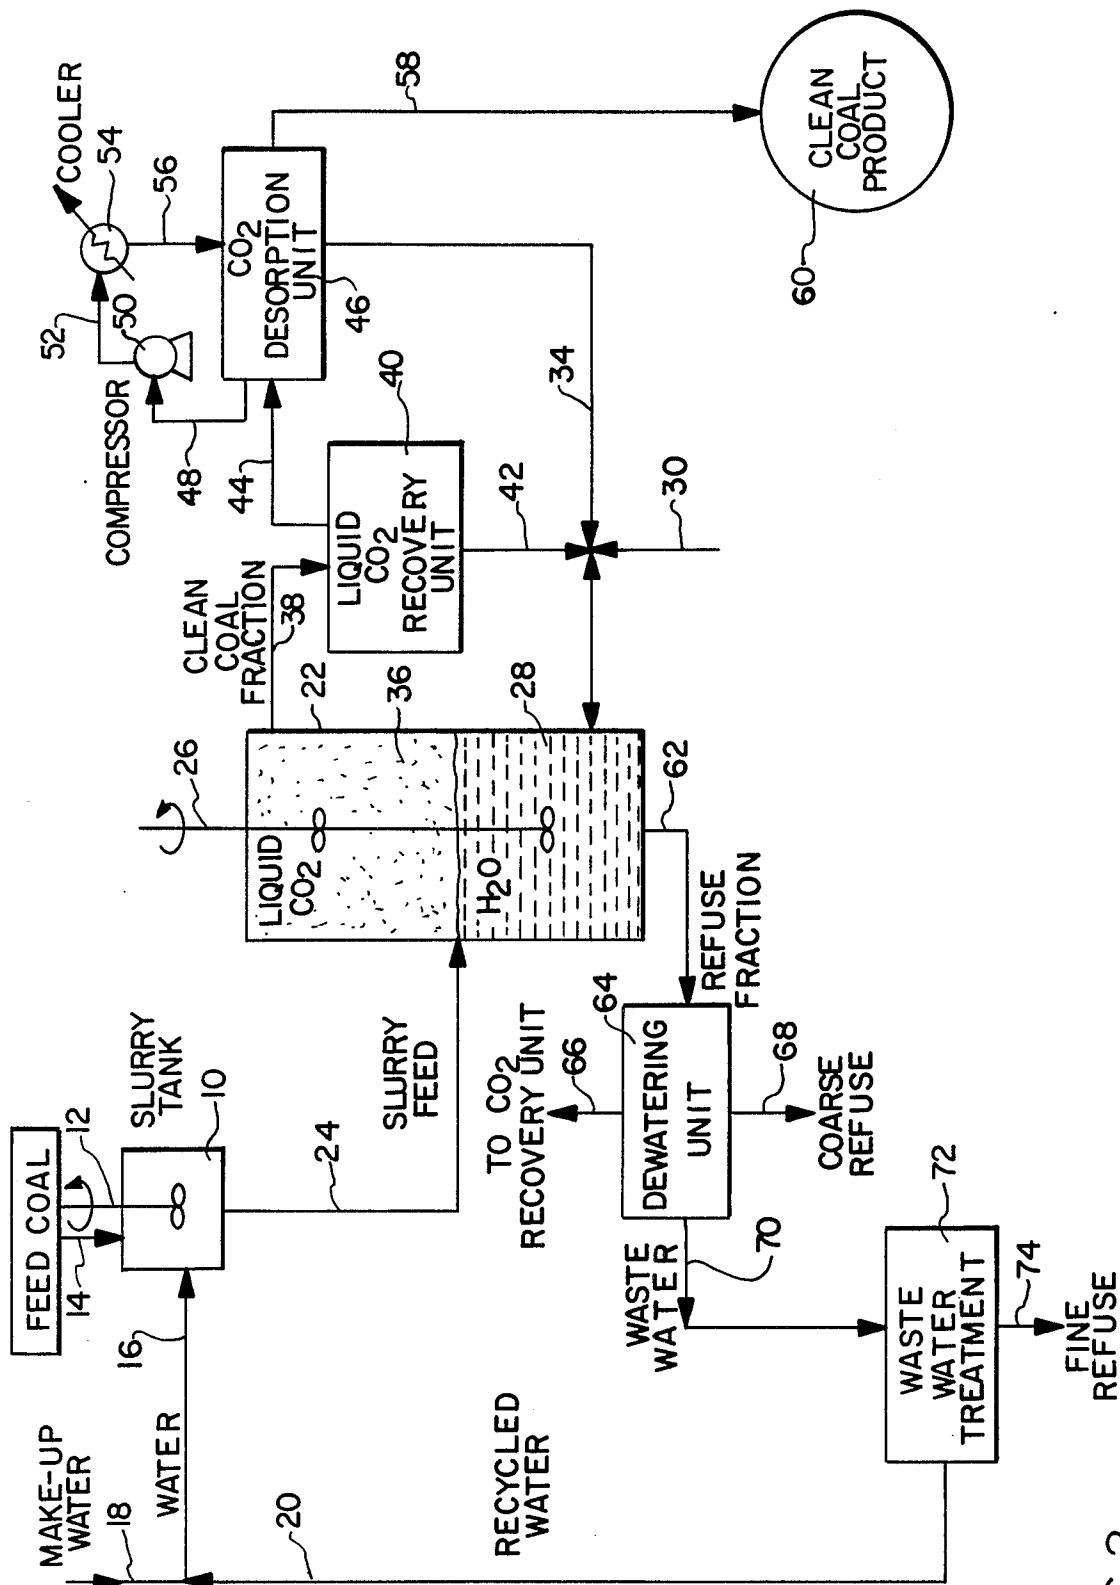 MAKE-UP
WATER
18
WATER
16
20
RECYCLED
WATER
FEED COAL
14
12
SLURRY
TANK
10
24
SLURRY
FEED
26
LIQUID
CO2
H2O
22
36
28
62
CLEAN
COAL
FRACTION
38
LIQUID
CO2
RECOVERY
UNIT
40
42
30
34
44
48
COMPRESSOR
50
52
COOLER
54
56
CO2
DESORPTION
UNIT
46
58
CLEAN
COAL
PRODUCT
60
REFUSE
FRACTION
64
DEWATERING
UNIT
66
TO CO2
RECOVERY UNIT
68
COARSE
REFUSE
70
WASTE
WATER
72
WASTE
WATER
TREATMENT
74
FINE
REFUSE